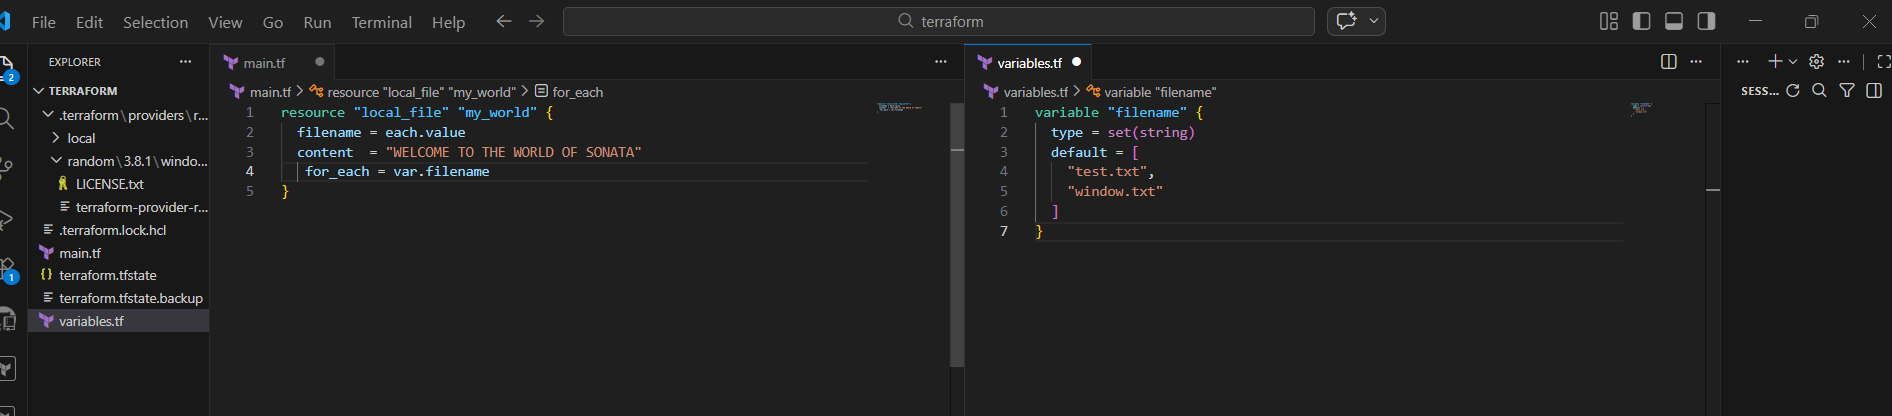 File Edit Selection View Go Run Terminal Help
terraform
EXPLORER
TERRAFORM
.terraform\providers\r...
local
random\3.8.1\windo...
LICENSE.txt
terraform-provider-r...
.terraform.lock.hcl
main.tf
terraform.tfstate
terraform.tfstate.backup
variables.tf
2
1
main.tf
main.tf > resource "local_file" "my_world" > for_each
1 resource "local_file" "my_world" {
2 filename = each.value
3 content  = "WELCOME TO THE WORLD OF SONATA"
4 for_each = var.filename
5 }
variables.tf
variables.tf > variable "filename"
1 variable "filename" {
2 type = set(string)
3 default = [
4 "test.txt",
5 "window.txt"
6 ]
7 }
SESS...